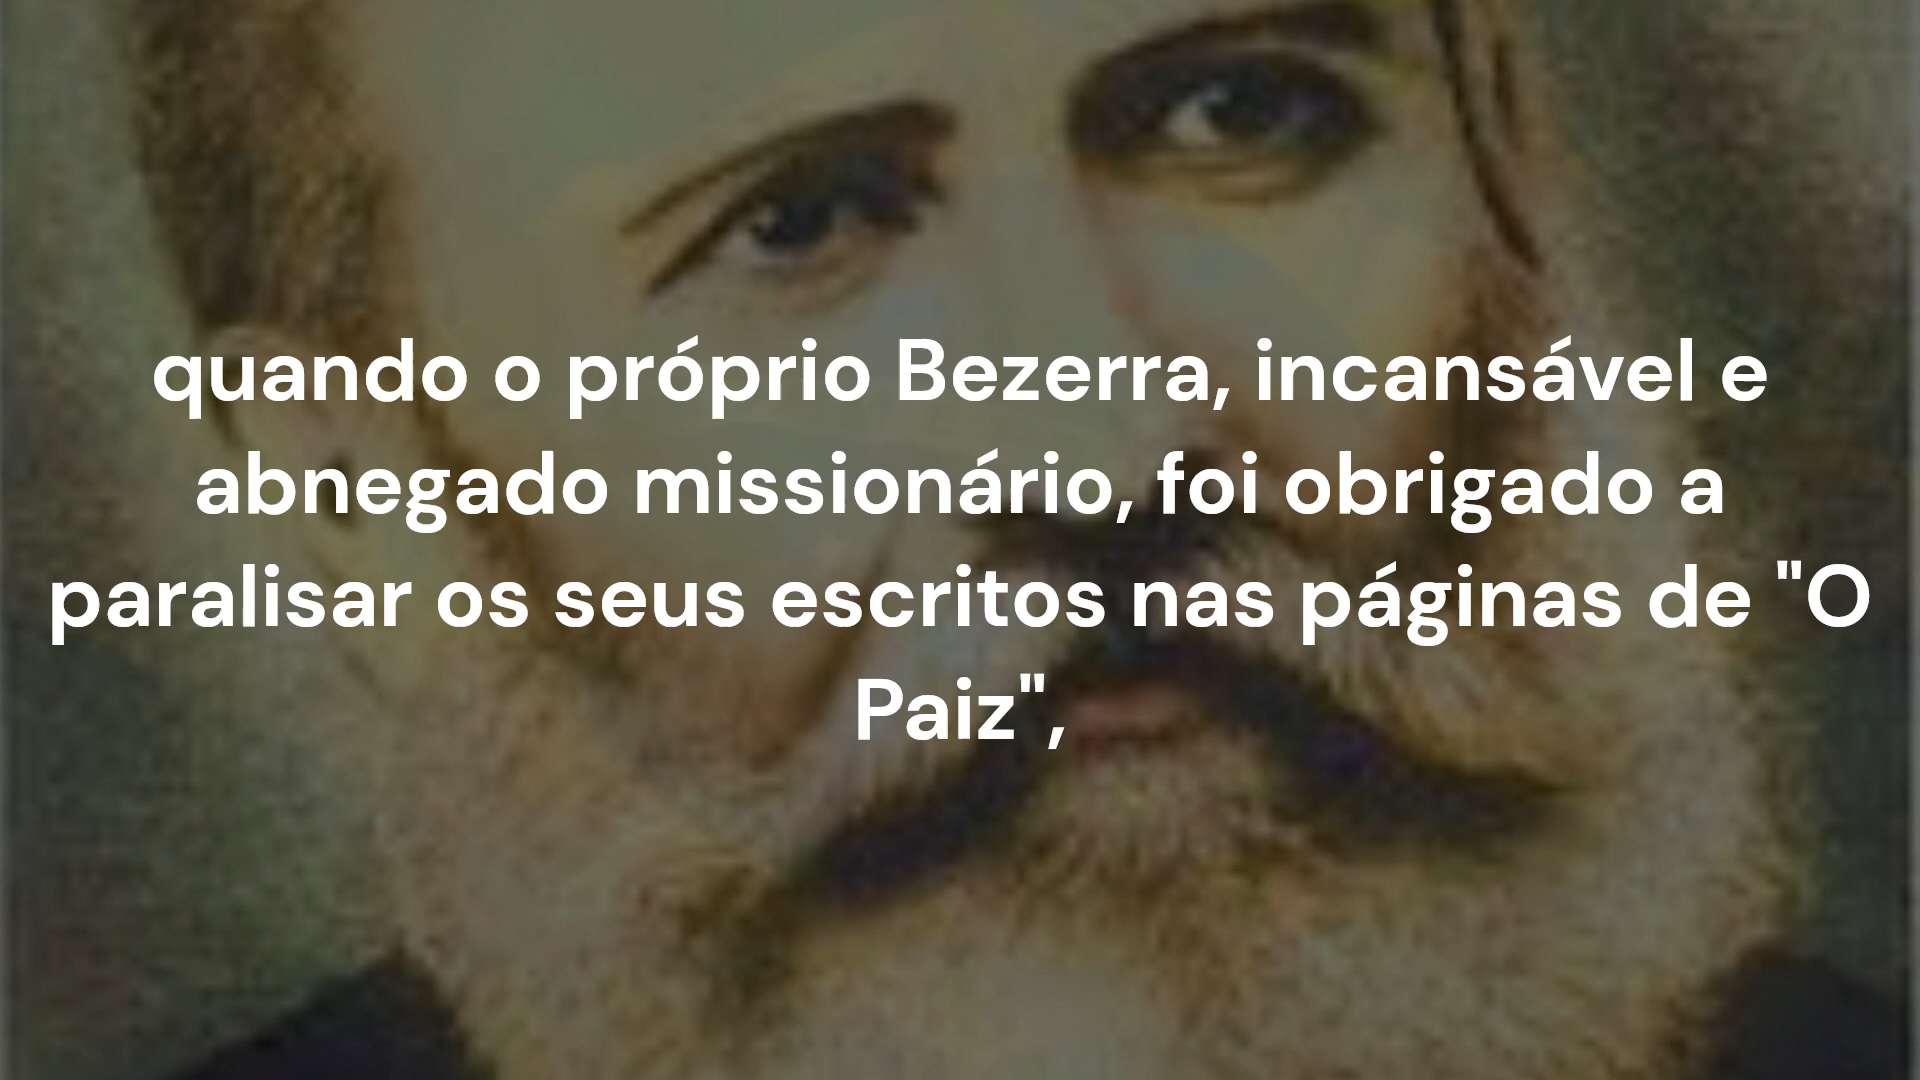 quando o próprio Bezerra, incansável e
abnegado missionário, foi obrigado a
paralisar os seus escritos nas páginas de "O
Paiz",